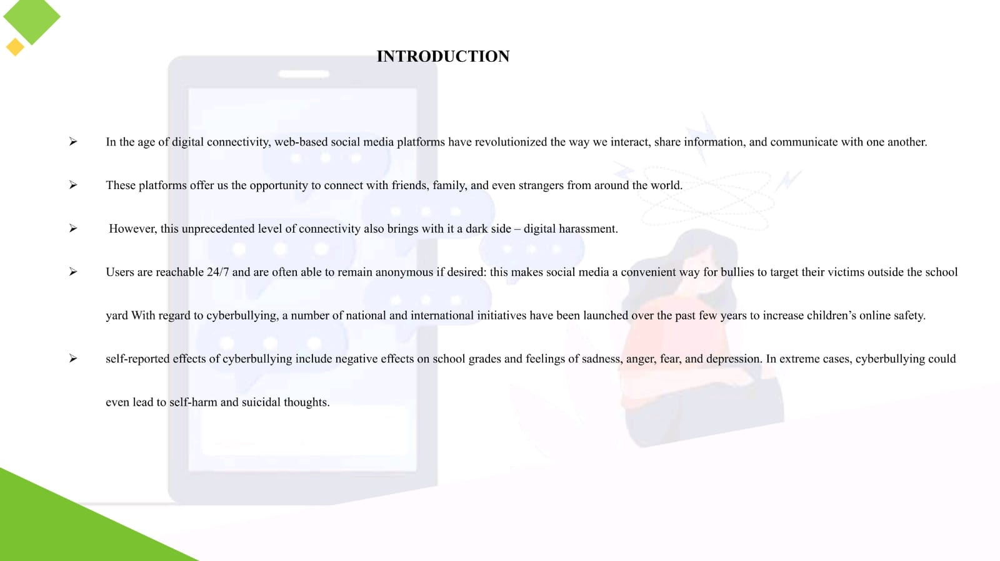 INTRODUCTION
➢ In the age of digital connectivity, web-based social media platforms have revolutionized the way we interact, share information, and communicate with one another.
➢ These platforms offer us the opportunity to connect with friends, family, and even strangers from around the world.
➢ However, this unprecedented level of connectivity also brings with it a dark side – digital harassment.
➢ Users are reachable 24/7 and are often able to remain anonymous if desired: this makes social media a convenient way for bullies to target their victims outside the school
yard With regard to cyberbullying, a number of national and international initiatives have been launched over the past few years to increase children’s online safety.
➢ self-reported effects of cyberbullying include negative effects on school grades and feelings of sadness, anger, fear, and depression. In extreme cases, cyberbullying could
even lead to self-harm and suicidal thoughts.